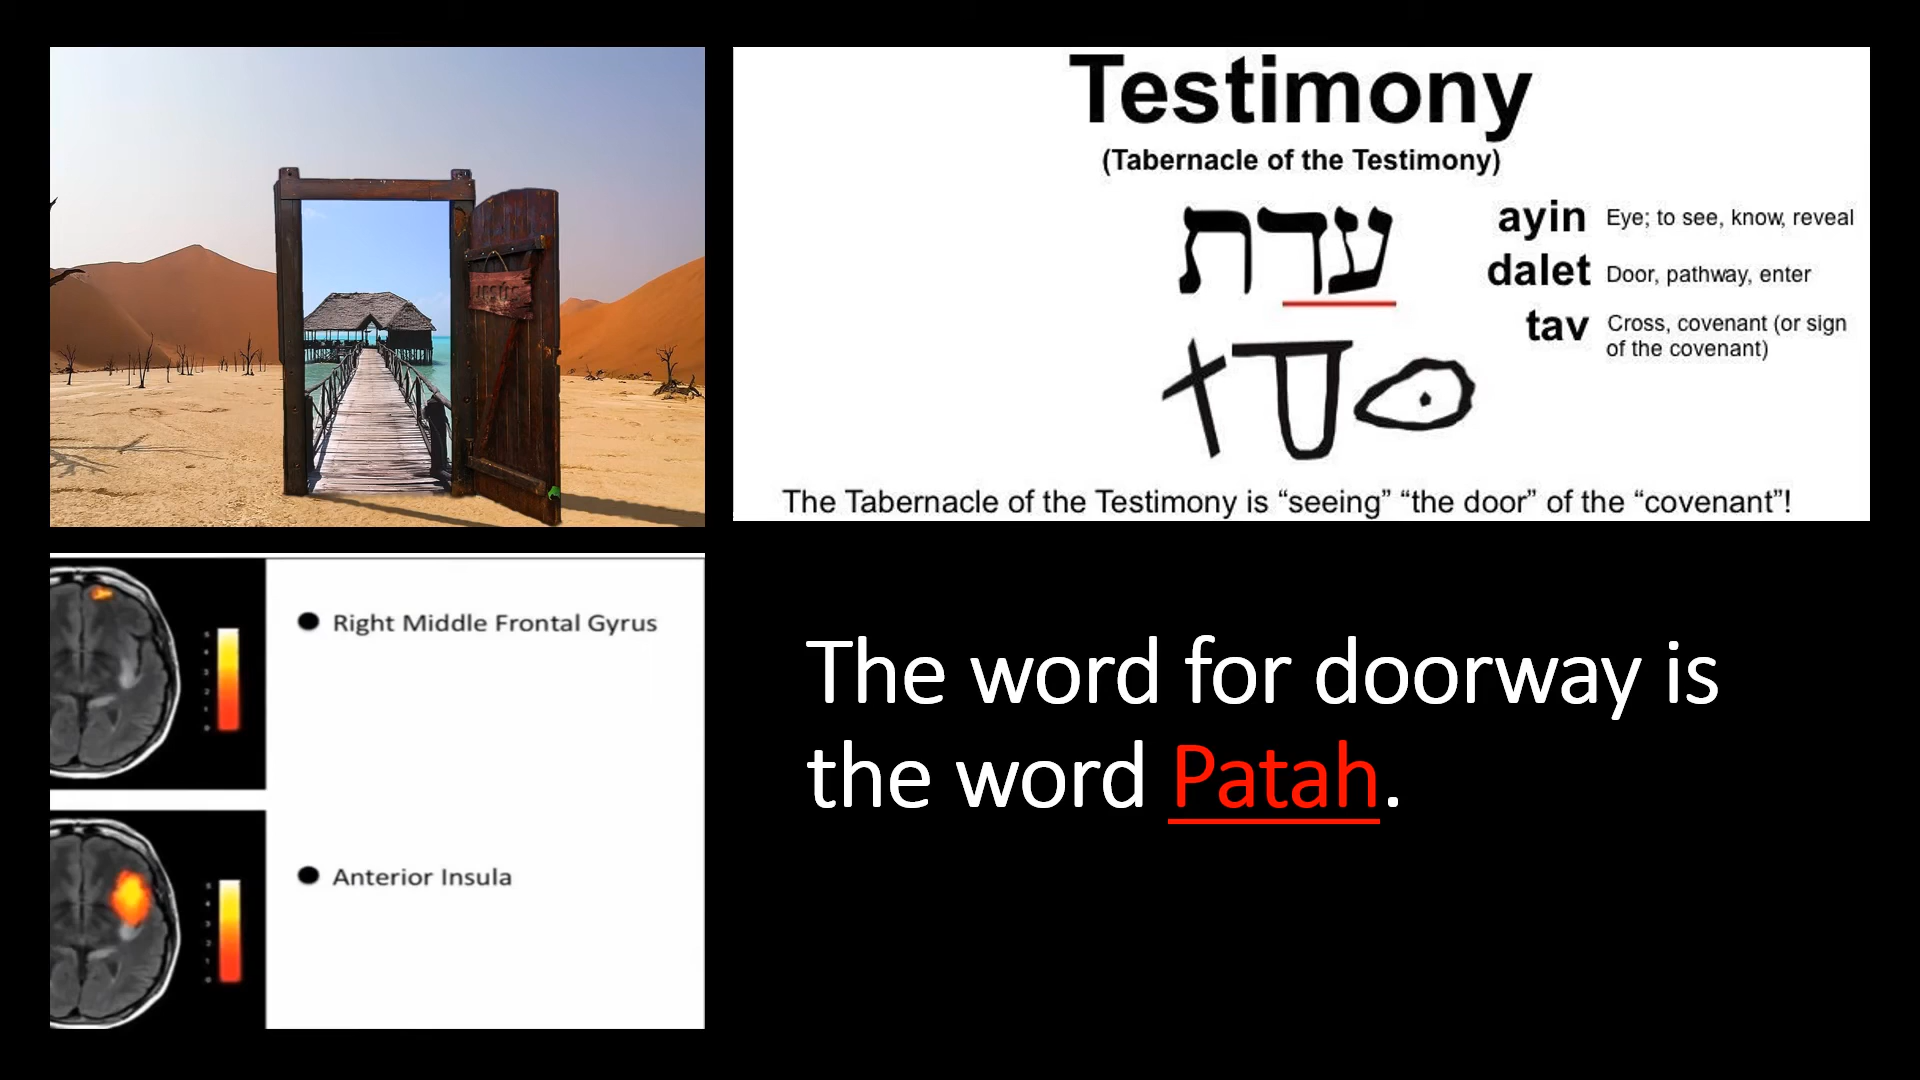 Testimony
(Tabernacle of the Testimony)
עדת
ayin Eye; to see, know, reveal
dalet Door, pathway, enter
tav Cross, covenant (or sign
of the covenant)
The Tabernacle of the Testimony is “seeing” “the door” of the “covenant”!
● Right Middle Frontal Gyrus
● Anterior Insula
The word for doorway is
the word Patah.